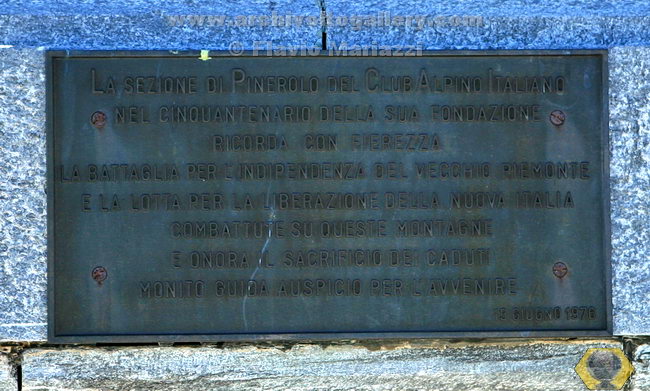 www.archiviofotogallery.com
© Flavio Mariazzi
LA SEZIONE DI PINEROLO DEL CLUB ALPINO ITALIANO
NEL CINQUANTENARIO DELLA SUA FONDAZIONE
RICORDA CON FIEREZZA
LA BATTAGLIA PER L'INDIPENDENZA DEL VECCHIO PIEMONTE
E LA LOTTA PER LA LIBERAZIONE DELLA NUOVA ITALIA
COMBATTUTE SU QUESTE MONTAGNE
E ONORA IL SACRIFICIO DEI CADUTI
MONITO GUIDA AUSPICIO PER L'AVVENIRE
GIUGNO 1976